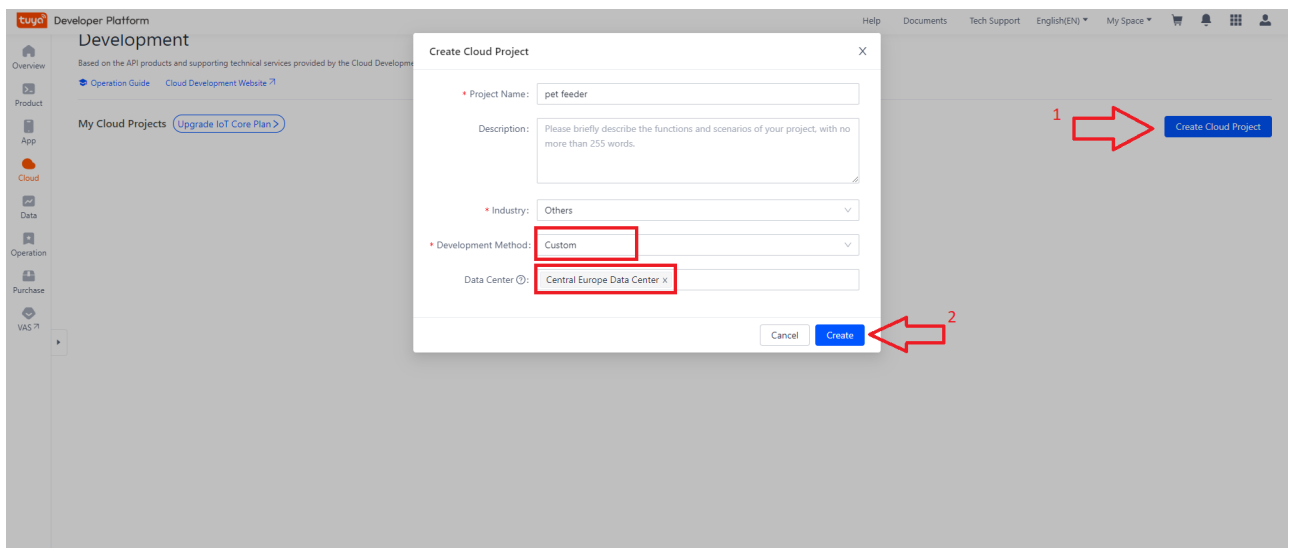 tuya Developer Platform
Help Documents Tech Support English(EN) My Space
Overview
Product
App
Cloud
Data
Operation
Purchase
VAS
Development
Based on the API products and supporting technical services provided by the Cloud Developme
Operation Guide Cloud Development Website
My Cloud Projects Upgrade IoT Core Plan >
1
Create Cloud Project
Create Cloud Project X
* Project Name: pet feeder
Description: Please briefly describe the functions and scenarios of your project, with no
more than 255 words.
* Industry: Others
* Development Method: Custom
Data Center ?: Central Europe Data Center ×
Cancel Create
2